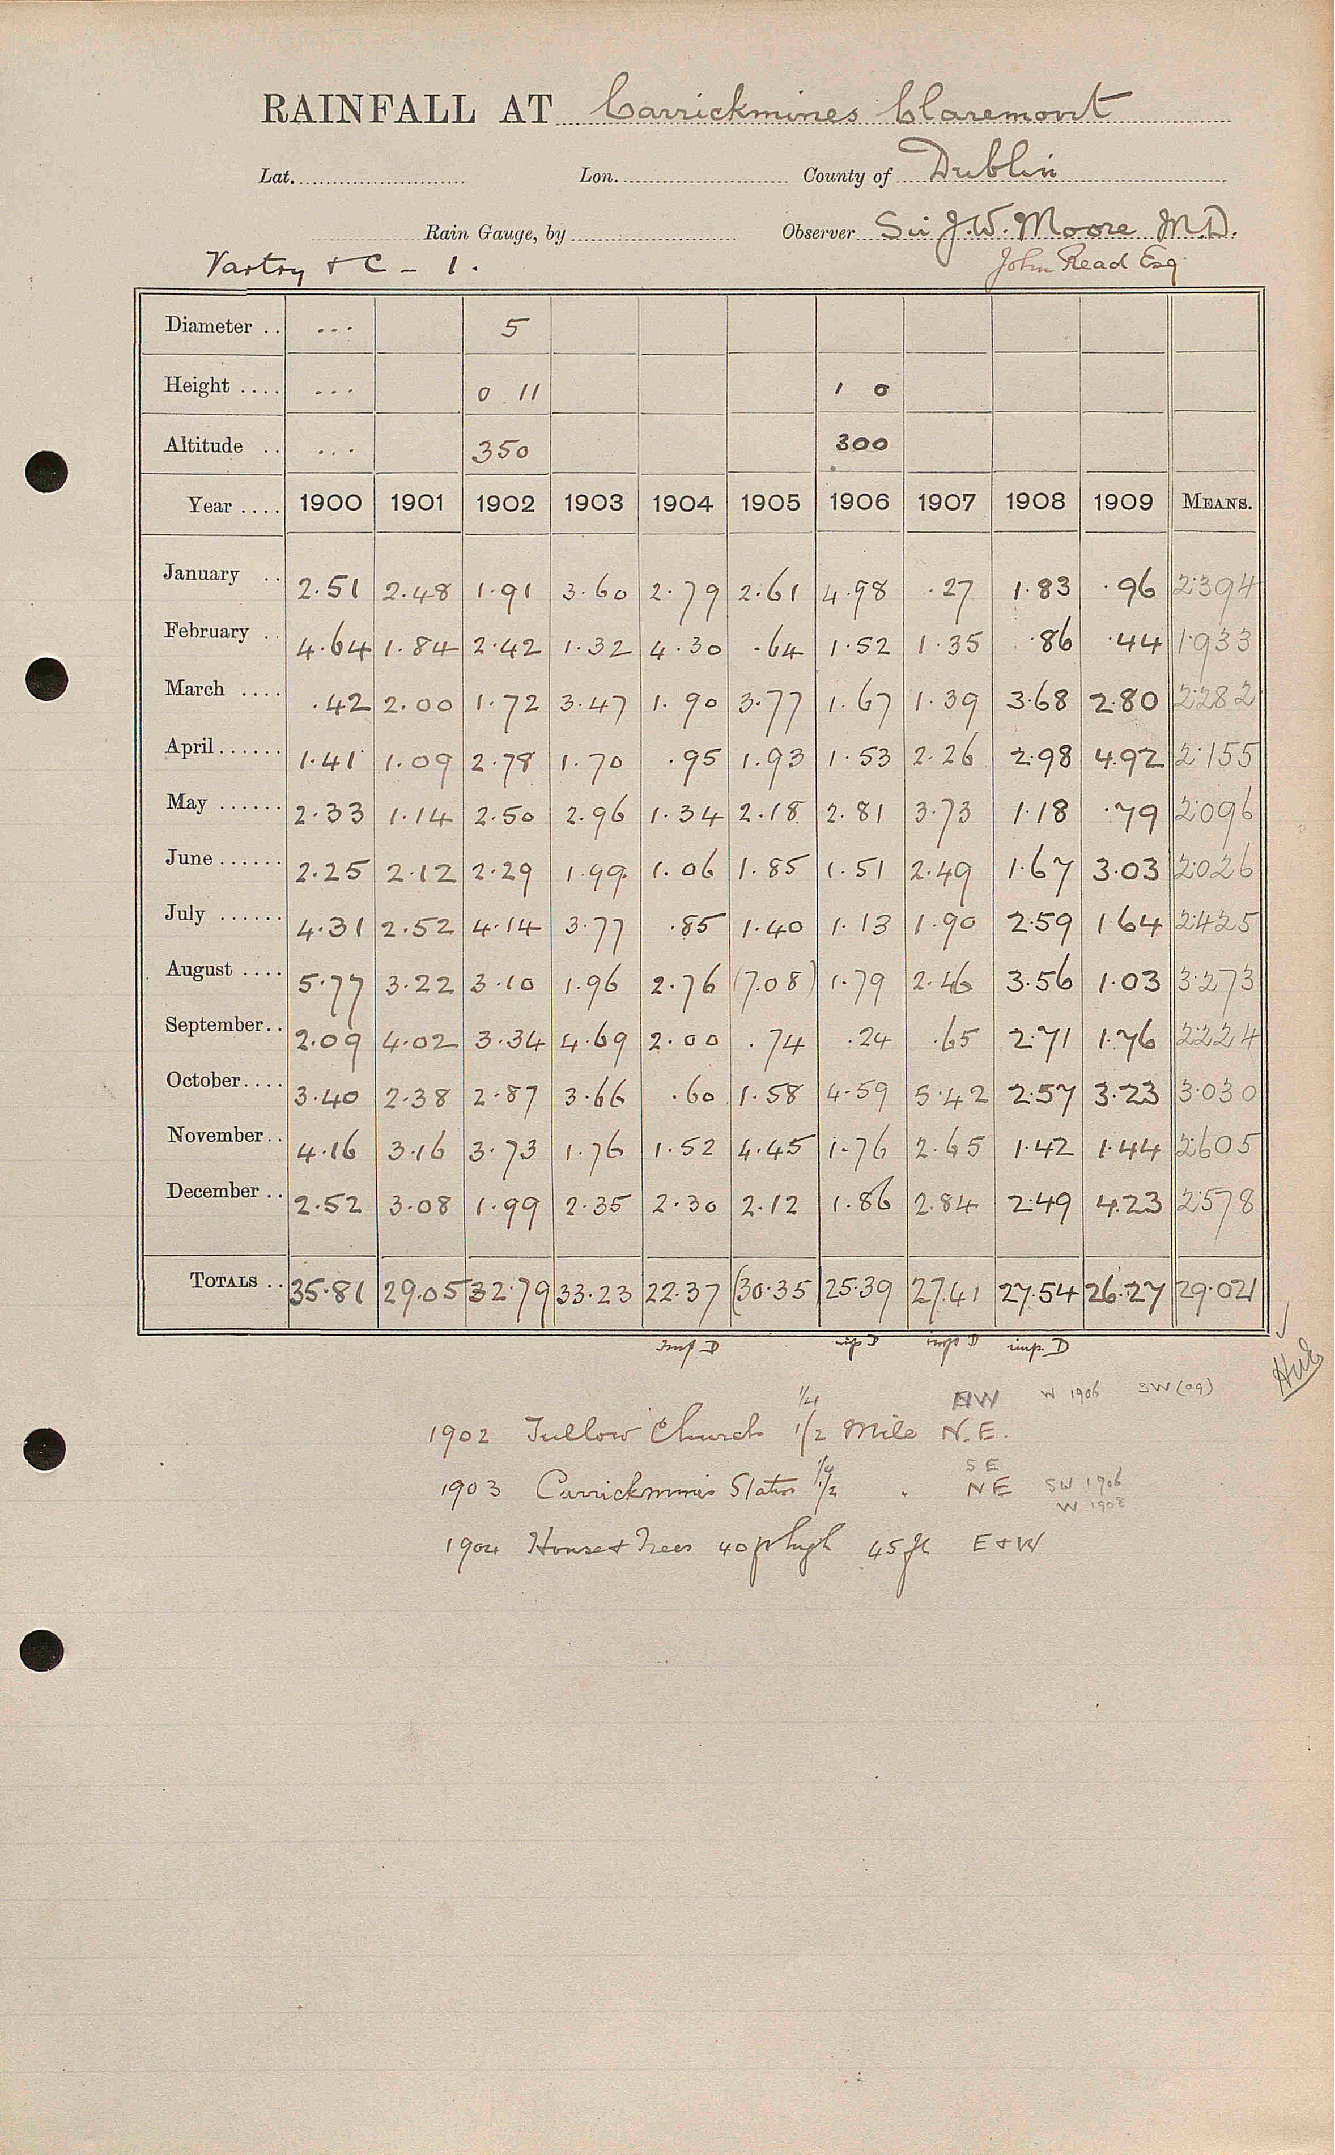 RAINFALL AT Carrickmines Claremont
Lat. Lon. County of Dublin
Rain Gauge, by Observer Sir J.W. Moore M.D.
Vartry & C - 1. John Read Esq
Diameter .. --- 5
Height .... --- 0 11 1 0
Altitude .. --- 350 300
Year .... 1900 1901 1902 1903 1904 1905 1906 1907 1908 1909 MEANS.
January .. 2.51 2.48 1.91 3.60 2.79 2.61 4.98 .27 1.83 .96 2.394
February .. 4.64 1.84 2.42 1.32 4.30 .64 1.52 1.35 .86 .44 1.933
March .... .42 2.00 1.72 3.47 1.90 3.77 1.67 1.39 3.68 2.80 2.282
April ...... 1.41 1.09 2.78 1.70 .95 1.93 1.53 2.26 2.98 4.92 2.155
May ...... 2.33 1.14 2.50 2.96 1.34 2.18 2.81 3.73 1.18 .79 2.096
June ...... 2.25 2.12 2.29 1.99 1.06 1.85 1.51 2.49 1.67 3.03 2.026
July ...... 4.31 2.52 4.14 3.77 .85 1.40 1.13 1.90 2.59 1.64 2.425
August .... 5.77 3.22 3.10 1.96 2.76 (7.08) 1.79 2.46 3.56 1.03 3.273
September .. 2.09 4.02 3.34 4.69 2.00 .74 .24 .65 2.71 1.76 2.224
October .... 3.40 2.38 2.87 3.66 .60 1.58 4.59 5.42 2.57 3.23 3.030
November .. 4.16 3.16 3.73 1.76 1.52 4.45 1.76 2.65 1.42 1.44 2.605
December .. 2.52 3.08 1.99 2.35 2.30 2.12 1.86 2.84 2.49 4.23 2.578
TOTALS .. 35.81 29.05 32.79 33.23 22.37 (30.35 25.39 27.41 27.54 26.27 29.021
imp D imp D imp D imp. D
1/4 W 1906 SW (09)
1902 Tullow Church 1/2 Mile N.E.
1/4 SE
1903 Carrickmines Station 1/2 " NE SW 1906
W 1908
1904 House & Trees 40 ft high 45 ft E & W